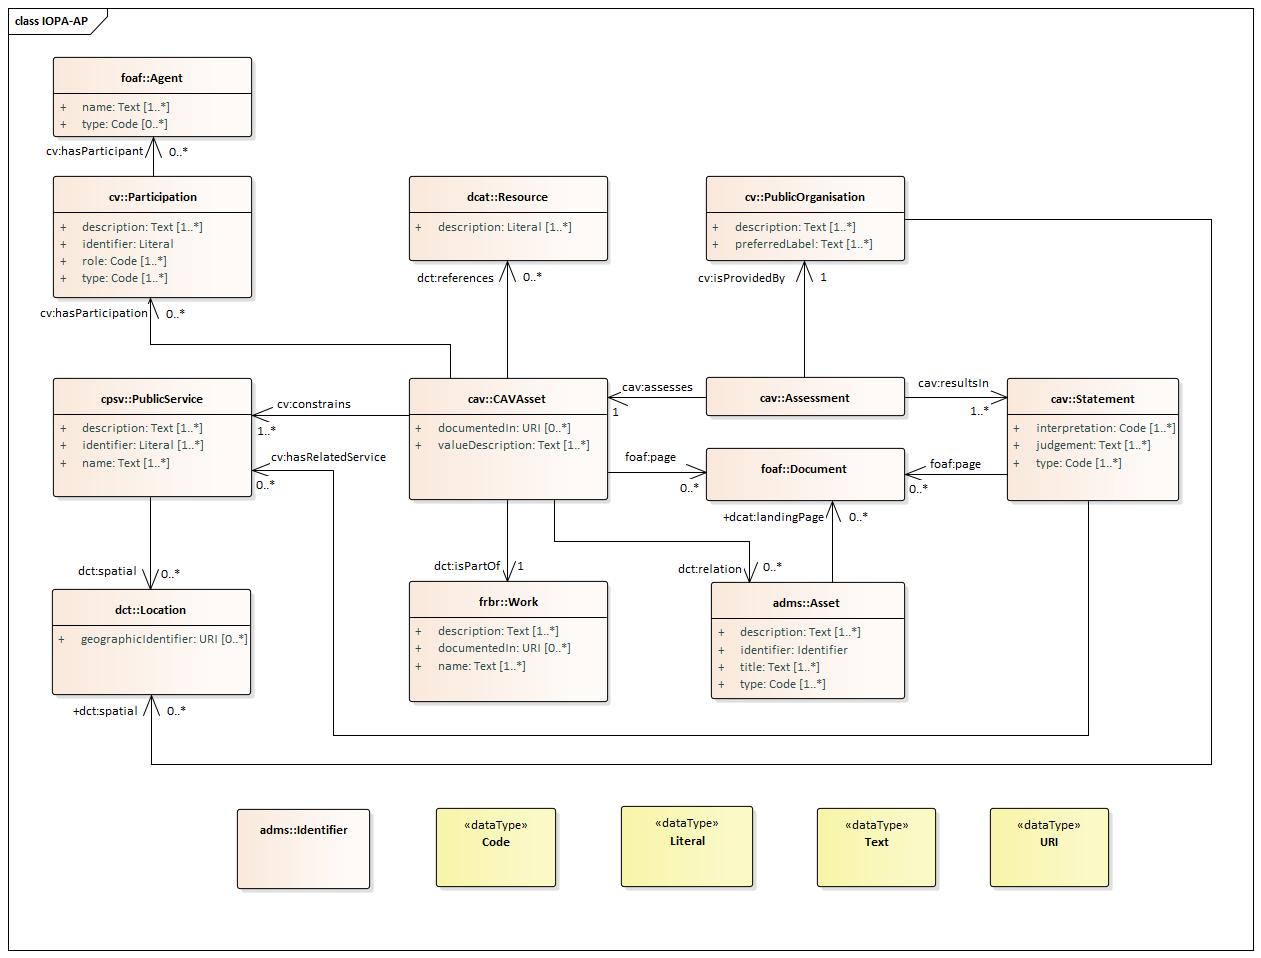 class IOPA-AP
foaf::Agent
+ name: Text [1..*]
+ type: Code [0..*]
cv:hasParticipant 0..*
cv::Participation
+ description: Text [1..*]
+ identifier: Literal
+ role: Code [1..*]
+ type: Code [1..*]
cv:hasParticipation 0..*
dcat::Resource
+ description: Literal [1..*]
dct:references 0..*
cv::PublicOrganisation
+ description: Text [1..*]
+ preferredLabel: Text [1..*]
cv:isProvidedBy 1
cpsv::PublicService
+ description: Text [1..*]
+ identifier: Literal [1..*]
+ name: Text [1..*]
cv:constrains
1..*
cv:hasRelatedService
0..*
cav::CAVAsset
+ documentedIn: URI [0..*]
+ valueDescription: Text [1..*]
cav:assesses
1
cav::Assessment
cav:resultsIn
1..*
cav::Statement
+ interpretation: Code [1..*]
+ judgement: Text [1..*]
+ type: Code [1..*]
foaf:page
0..*
foaf::Document
foaf:page
0..*
+dcat:landingPage 0..*
dct:spatial 0..*
dct::Location
+ geographicIdentifier: URI [0..*]
+dct:spatial 0..*
dct:isPartOf 1
frbr::Work
+ description: Text [1..*]
+ documentedIn: URI [0..*]
+ name: Text [1..*]
dct:relation 0..*
adms::Asset
+ description: Text [1..*]
+ identifier: Identifier
+ title: Text [1..*]
+ type: Code [1..*]
adms::Identifier
«dataType»
Code
«dataType»
Literal
«dataType»
Text
«dataType»
URI